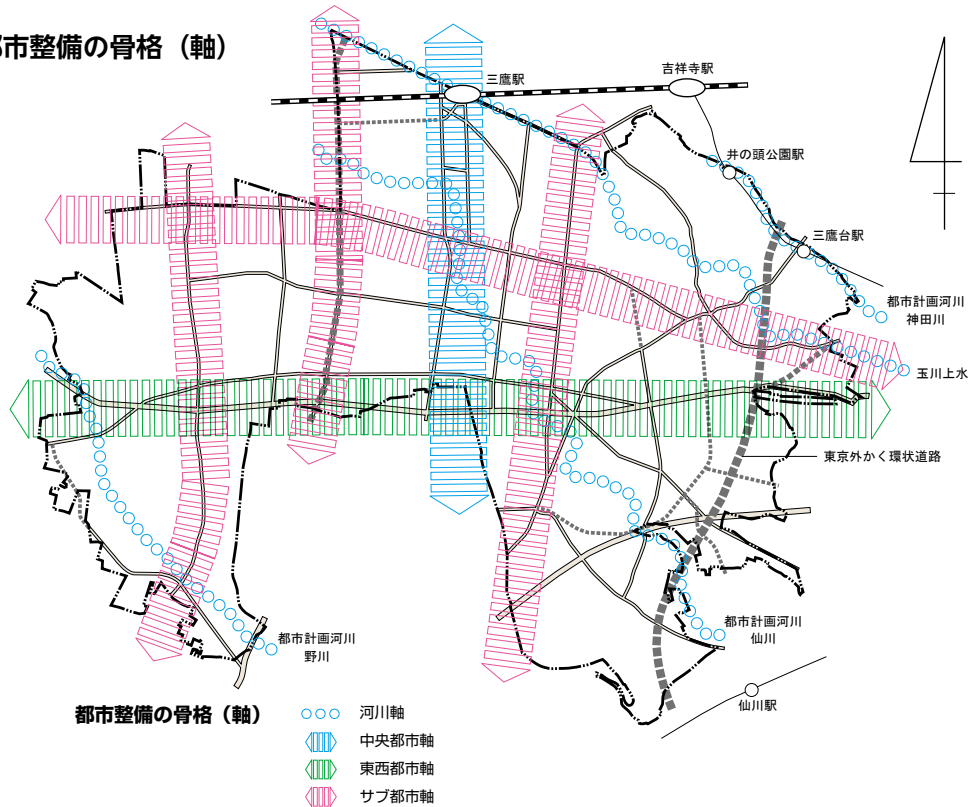 都市整備の骨格（軸）
三鷹駅
吉祥寺駅
井の頭公園駅
三鷹台駅
都市計画河川
神田川
玉川上水
東京外かく環状道路
都市計画河川
仙川
都市計画河川
野川
仙川駅
都市整備の骨格（軸）
河川軸
中央都市軸
東西都市軸
サブ都市軸